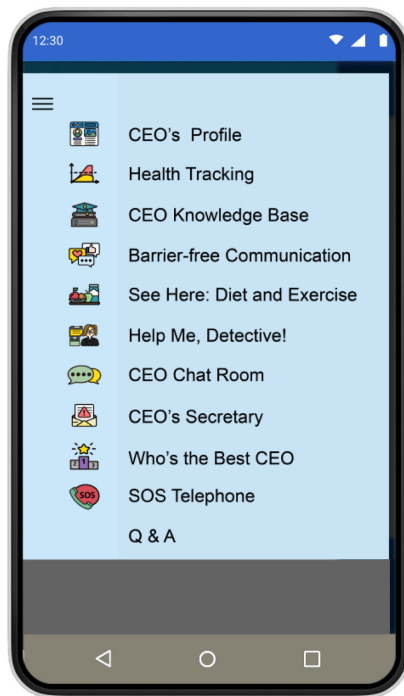 12:30
CEO's Profile
Health Tracking
CEO Knowledge Base
Barrier-free Communication
See Here: Diet and Exercise
Help Me, Detective!
CEO Chat Room
CEO's Secretary
Who's the Best CEO
SOS
SOS Telephone
Q & A